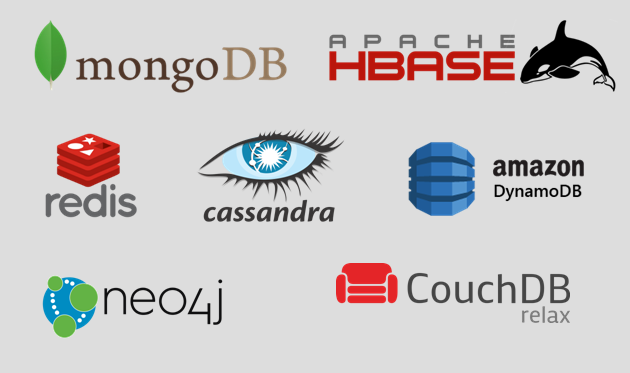 mongoDB
APACHE
HBASE
redis
cassandra
amazon
DynamoDB
neo4j
CouchDB
relax